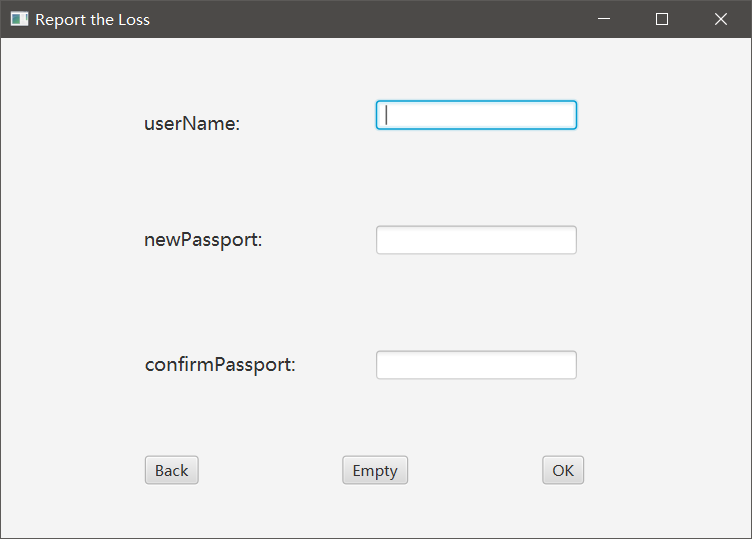 Report the Loss
userName:
newPassport:
confirmPassport:
Back Empty OK